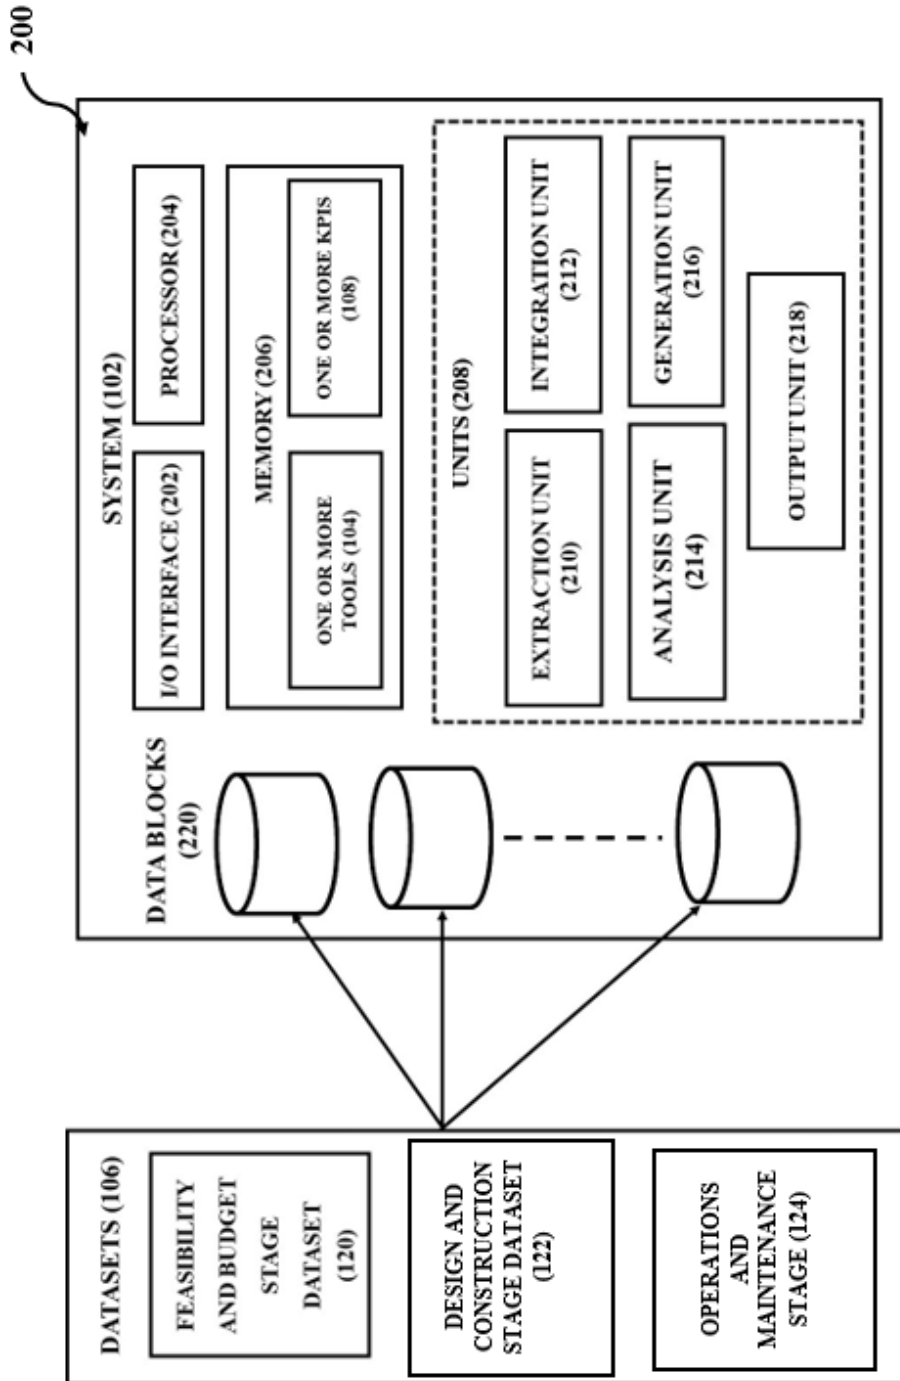 200
DATASETS (106)
FEASIBILITY
AND BUDGET
STAGE
DATASET
(120)
DESIGN AND
CONSTRUCTION
STAGE DATASET
(122)
OPERATIONS
AND
MAINTENANCE
STAGE (124)
SYSTEM (102)
DATA BLOCKS
(220)
I/O INTERFACE (202)
PROCESSOR (204)
MEMORY (206)
ONE OR MORE
TOOLS (104)
ONE OR MORE KPIS
(108)
UNITS (208)
EXTRACTION UNIT
(210)
INTEGRATION UNIT
(212)
ANALYSIS UNIT
(214)
GENERATION UNIT
(216)
OUTPUT UNIT (218)